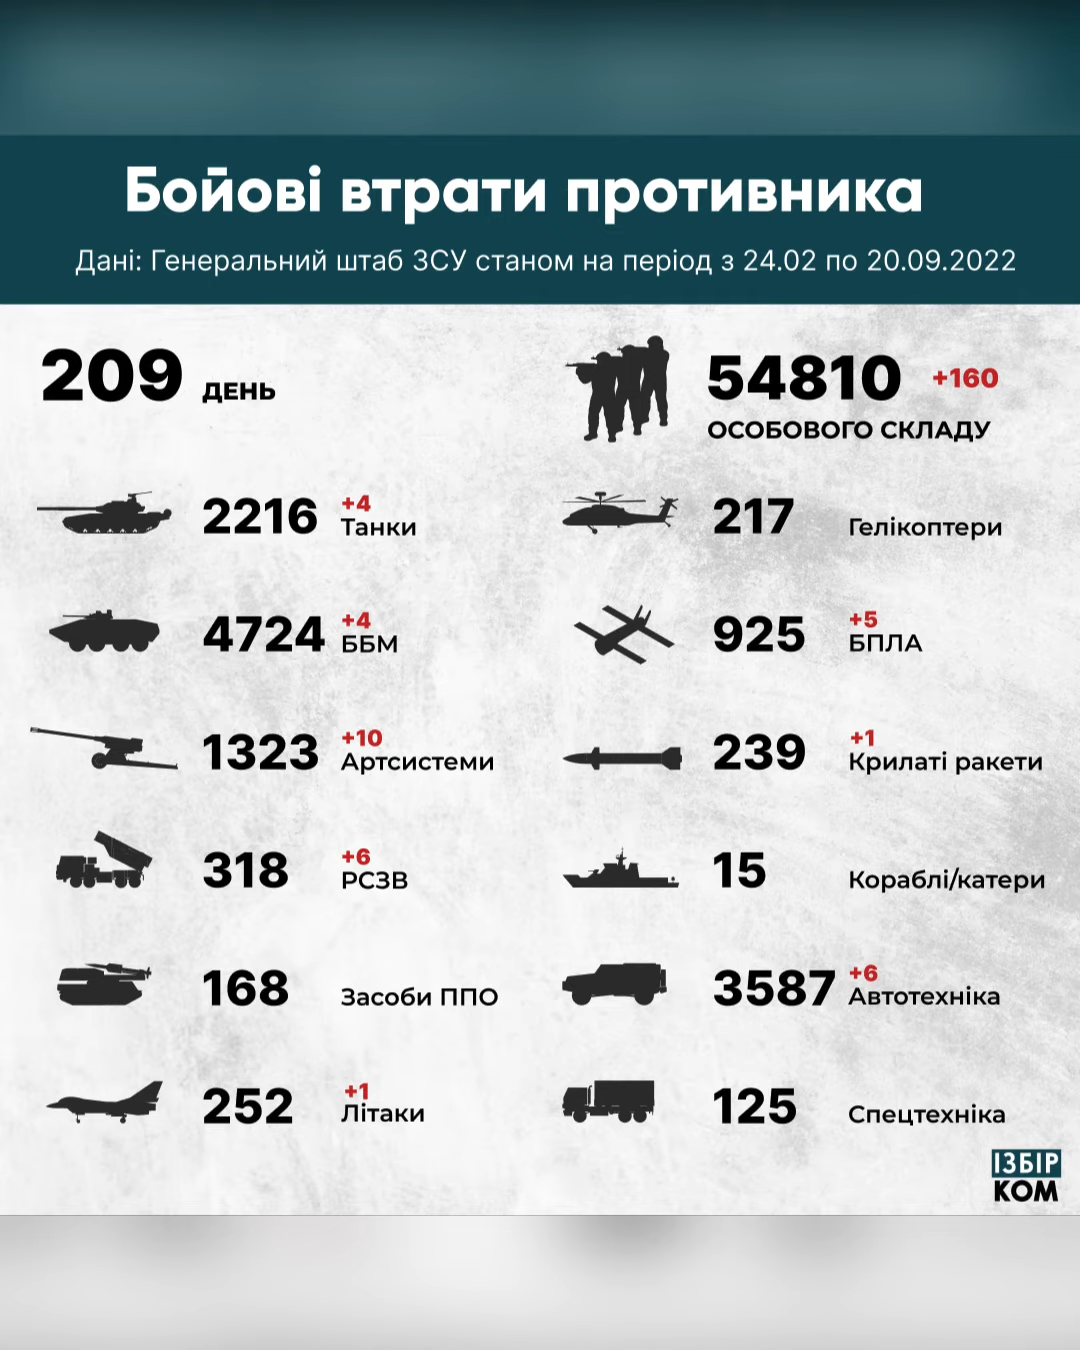 Бойові втрати противника
Дані: Генеральний штаб ЗСУ станом на період з 24.02 по 20.09.2022
209 ДЕНЬ
54810 +160
ОСОБОВОГО СКЛАДУ
2216 +4
Танки
217 Гелікоптери
4724 +4
ББМ
925 +5
БПЛА
1323 +10
Артсистеми
239 +1
Крилаті ракети
318 +6
РСЗВ
15 Кораблі/катери
168 Засоби ППО
3587 +6
Автотехніка
252 +1
Літаки
125 Спецтехніка
ІЗБІР
КОМ